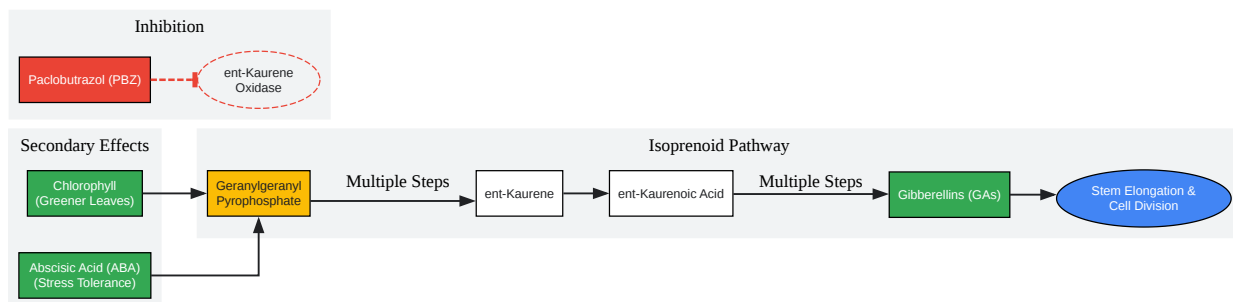 Inhibition
Paclobutrazol (PBZ)
ent-Kaurene
Oxidase
Secondary Effects
Isoprenoid Pathway
Chlorophyll
(Greener Leaves)
Geranylgeranyl
Pyrophosphate
Multiple Steps
ent-Kaurene
ent-Kaurenoic Acid
Multiple Steps
Gibberellins (GAs)
Stem Elongation &
Cell Division
Abscisic Acid (ABA)
(Stress Tolerance)